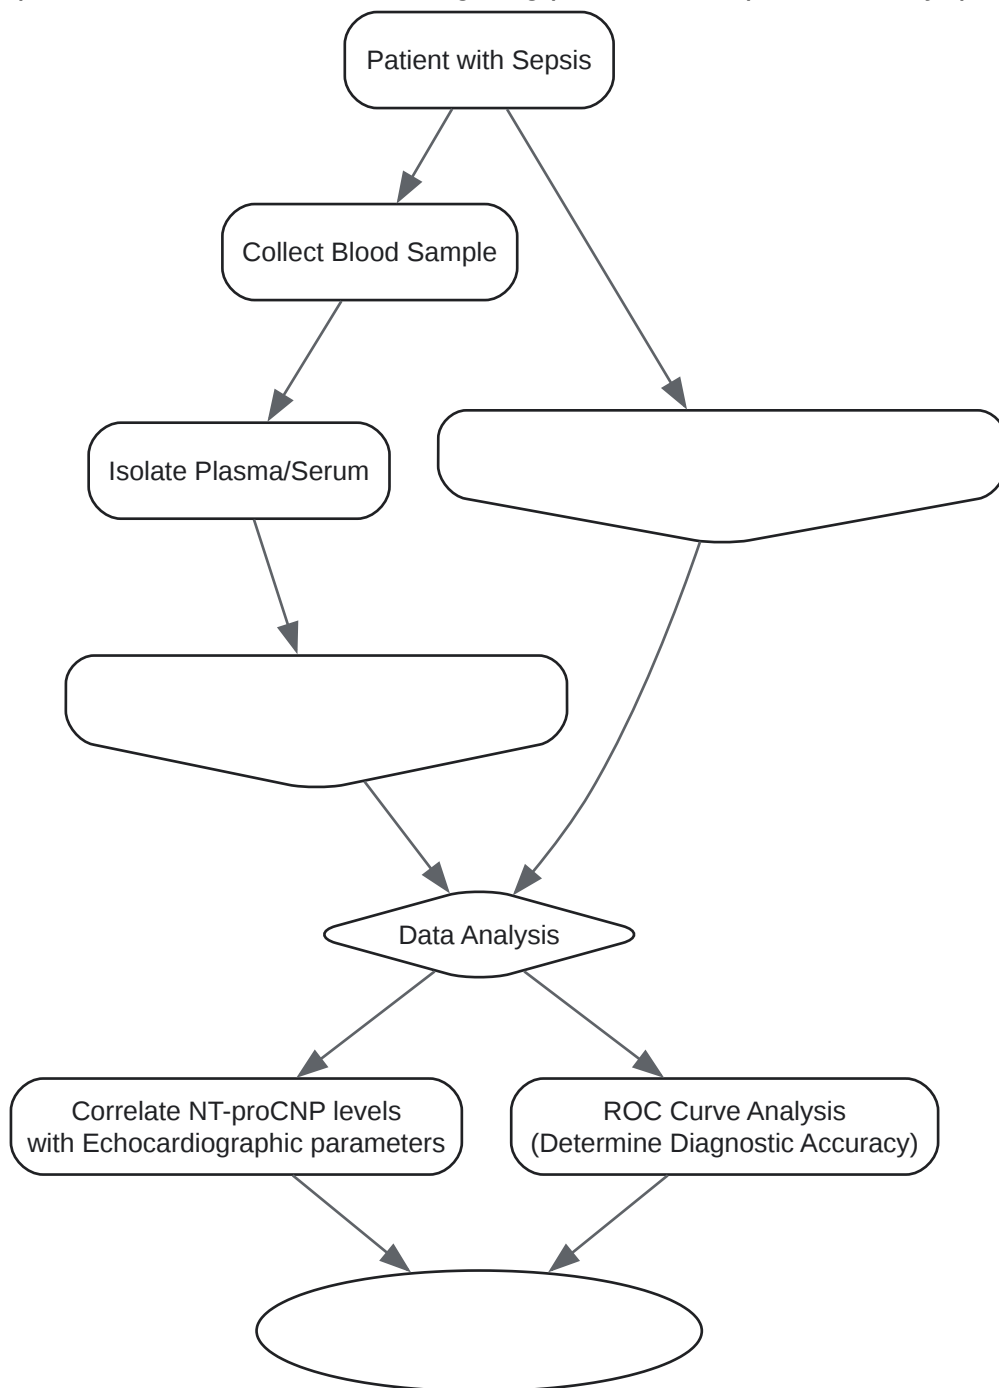 Patient with Sepsis
Collect Blood Sample
Isolate Plasma/Serum
Data Analysis
Correlate NT-proCNP levels
with Echocardiographic parameters
ROC Curve Analysis
(Determine Diagnostic Accuracy)